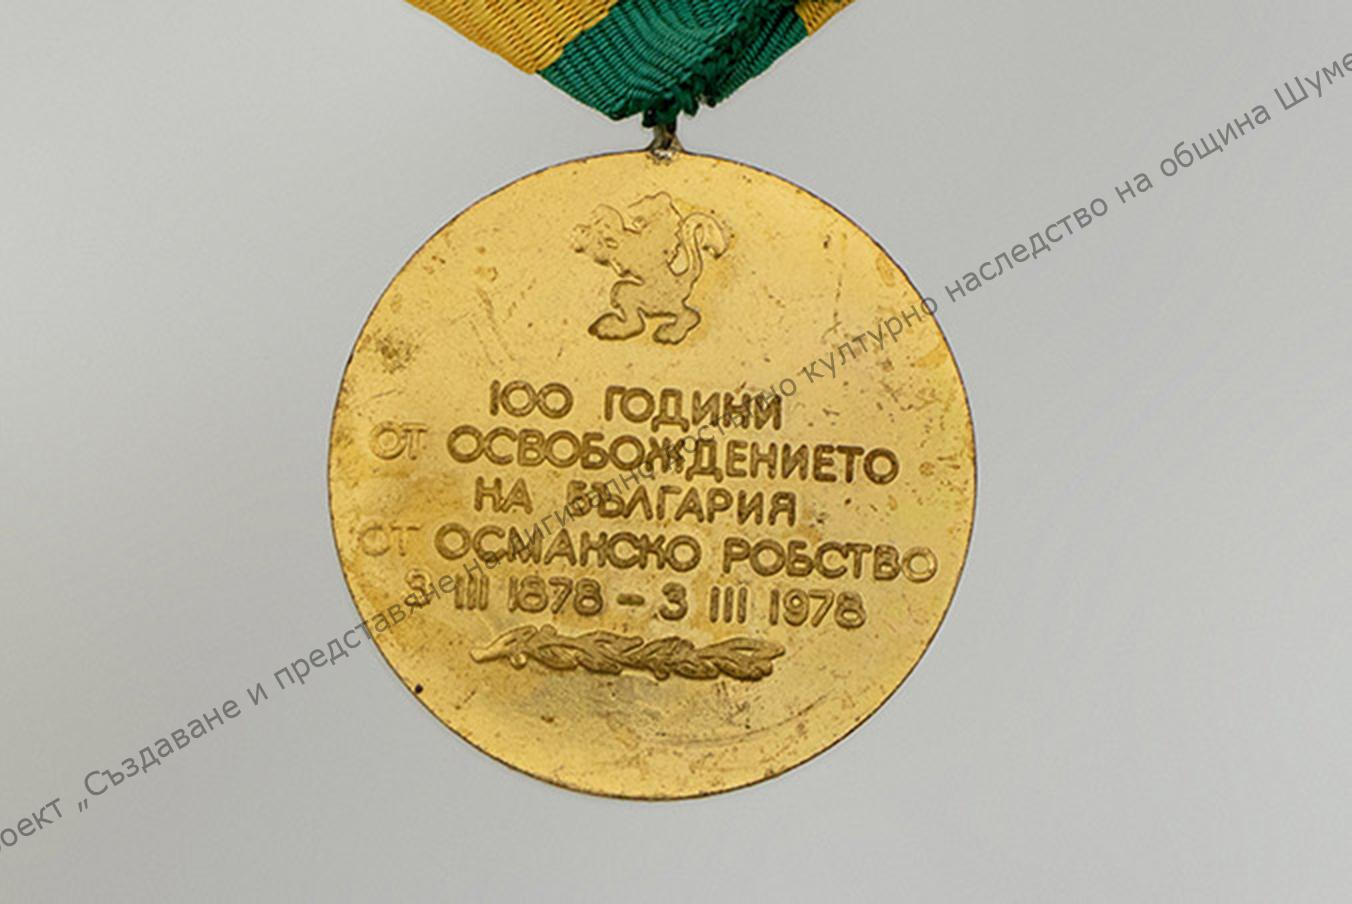 100 ГОДИНИ
ОТ ОСВОБОЖДЕНИЕТО
НА БЪЛГАРИЯ
ОТ ОСМАНСКО РОБСТВО
3 III 1878 – 3 III 1978
оект „Създаване и представяне на дигитално достъпно културно наследство на община Шуме